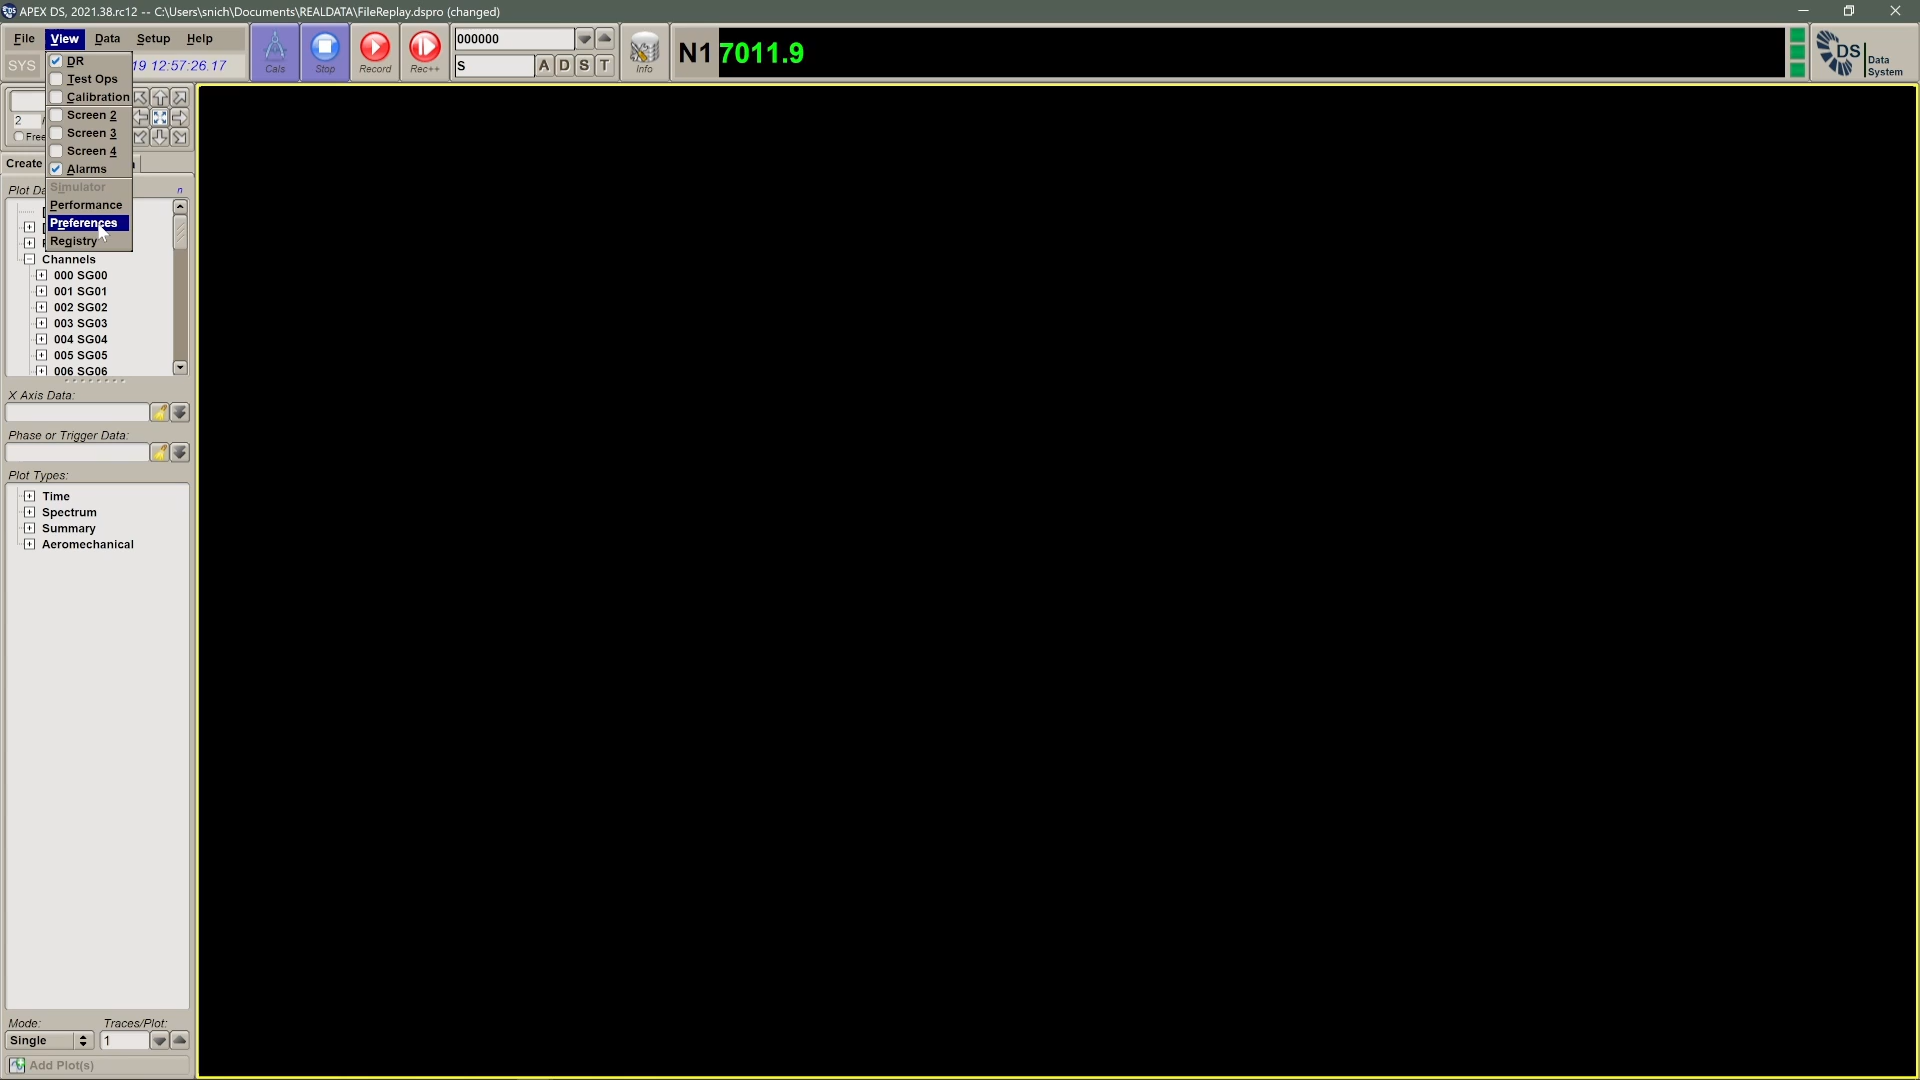 APEX DS, 2021.38.rc12 -- C:\Users\snich\Documents\REALDATA\FileReplay.dspro (changed)
File View Data Setup Help
SYS
19 12:57:26.17
Cals
Stop
Record
Rec++
000000
S
A D S T
Info
N1 7011.9
DS Data System
DR
Test Ops
Calibration
Screen 2
Screen 3
Screen 4
Alarms
Simulator
Performance
Preferences
Registry
2 /
Free
Create
Plot Da
n
Channels
000 SG00
001 SG01
002 SG02
003 SG03
004 SG04
005 SG05
006 SG06
X Axis Data:
Phase or Trigger Data:
Plot Types:
Time
Spectrum
Summary
Aeromechanical
Mode: Traces/Plot:
Single 1
Add Plot(s)